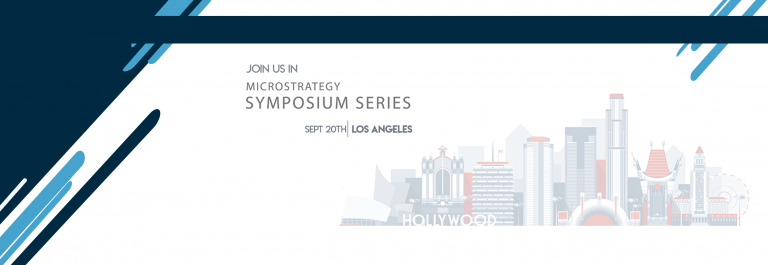 JOIN US IN
MICROSTRATEGY
SYMPOSIUM SERIES
SEPT 20TH | LOS ANGELES
HOLLYWOOD